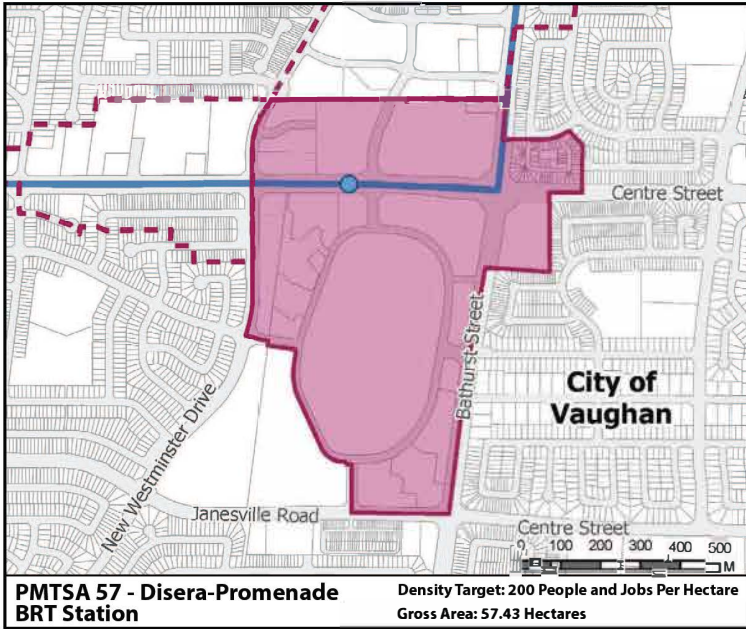 Centre Street
Bathurst Street
City of
Vaughan
New Westminster Drive
Janesville Road
Centre Street
0 100 200 300 400 500
M
PMTSA 57 - Disera-Promenade
BRT Station
Density Target: 200 People and Jobs Per Hectare
Gross Area: 57.43 Hectares